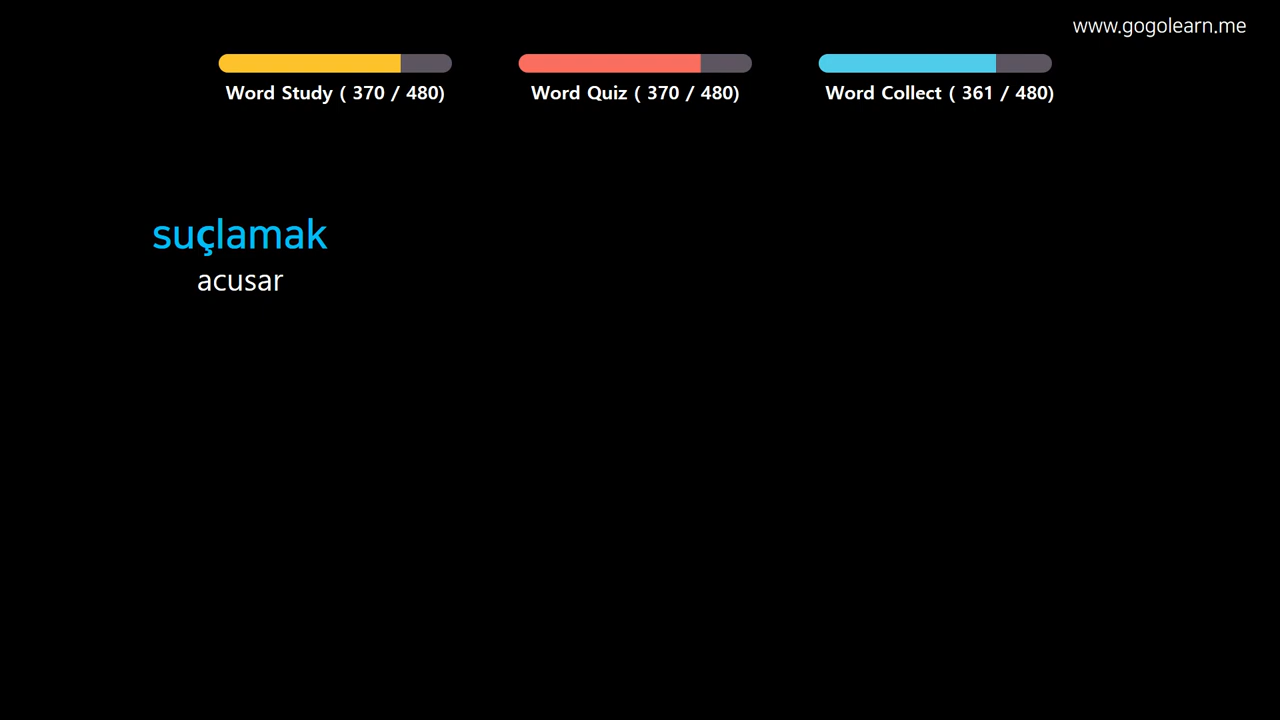 www.gogolearn.me
Word Study ( 370 / 480)
Word Quiz ( 370 / 480)
Word Collect ( 361 / 480)
suçlamak
acusar